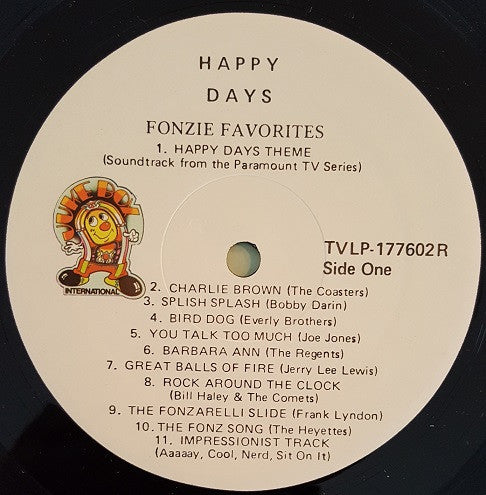 HAPPY
DAYS
FONZIE FAVORITES
1. HAPPY DAYS THEME
(Soundtrack from the Paramount TV Series)
JUKE BOX
INTERNATIONAL
TVLP-177602R
Side One
2. CHARLIE BROWN (The Coasters)
3. SPLISH SPLASH (Bobby Darin)
4. BIRD DOG (Everly Brothers)
5. YOU TALK TOO MUCH (Joe Jones)
6. BARBARA ANN (The Regents)
7. GREAT BALLS OF FIRE (Jerry Lee Lewis)
8. ROCK AROUND THE CLOCK
(Bill Haley & The Comets)
9. THE FONZARELLI SLIDE (Frank Lyndon)
10. THE FONZ SONG (The Heyettes)
11. IMPRESSIONIST TRACK
(Aaaaay, Cool, Nerd, Sit On It)